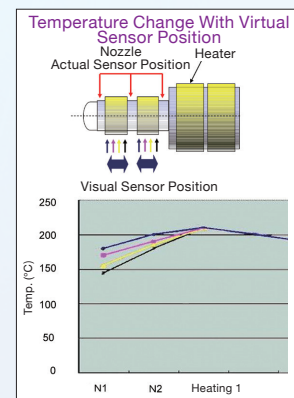 Temperature Change With Virtual
Sensor Position
Nozzle
Heater
Actual Sensor Position
Visual Sensor Position
250
200
150
100
50
0
Temp. (°C)
N1 N2 Heating 1